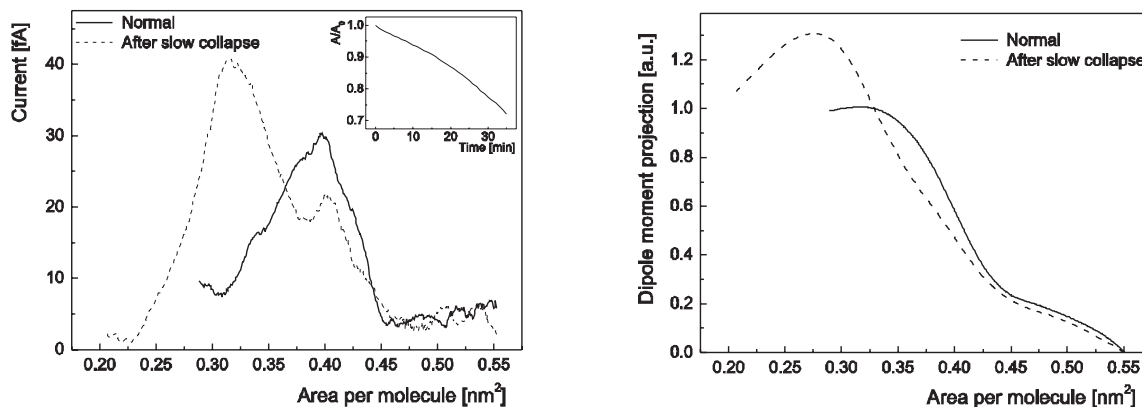 Normal
After slow collapse
Current [fA]
40
30
20
10
0
0.20 0.25 0.30 0.35 0.40 0.45 0.50 0.55
Area per molecule [nm²]
A/A₀
1.0
0.9
0.8
0.7
0 10 20 30
Time [min]
Normal
After slow collapse
Dipole moment projection [a.u.]
1.2
1.0
0.8
0.6
0.4
0.2
0.0
0.20 0.25 0.30 0.35 0.40 0.45 0.50 0.55
Area per molecule [nm²]